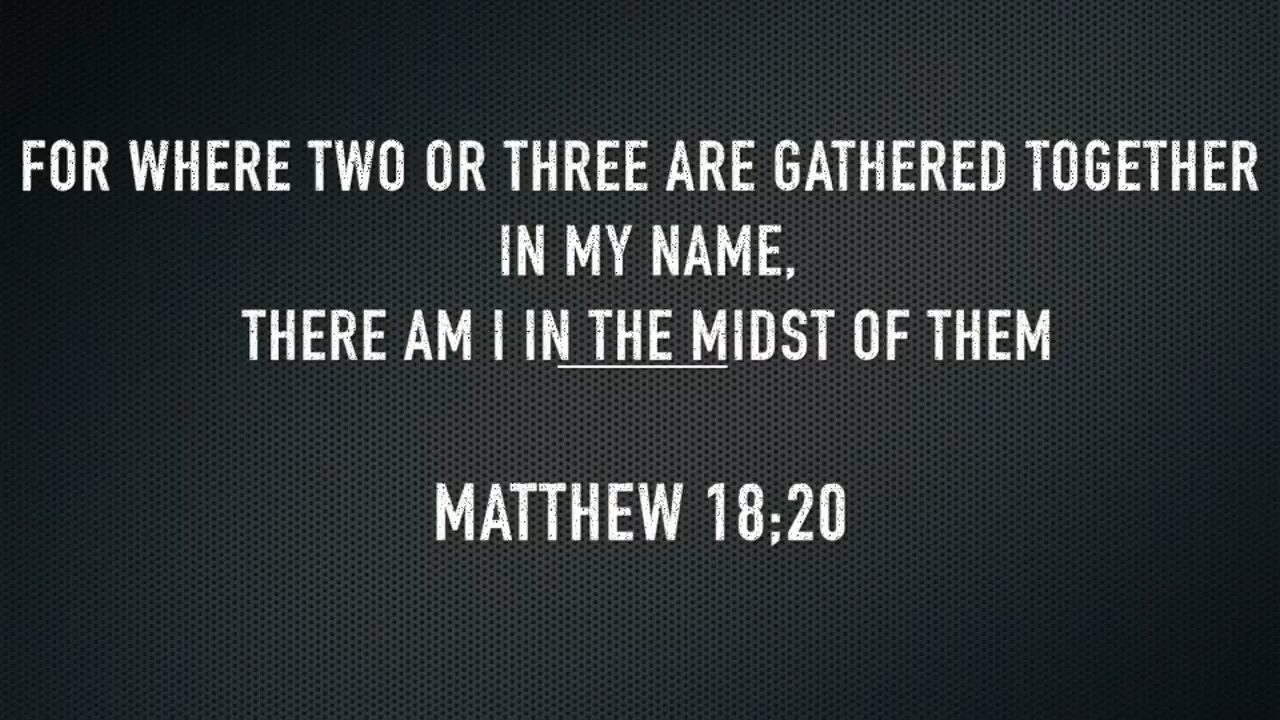 FOR WHERE TWO OR THREE ARE GATHERED TOGETHER
IN MY NAME,
THERE AM I IN THE MIDST OF THEM
MATTHEW 18;20